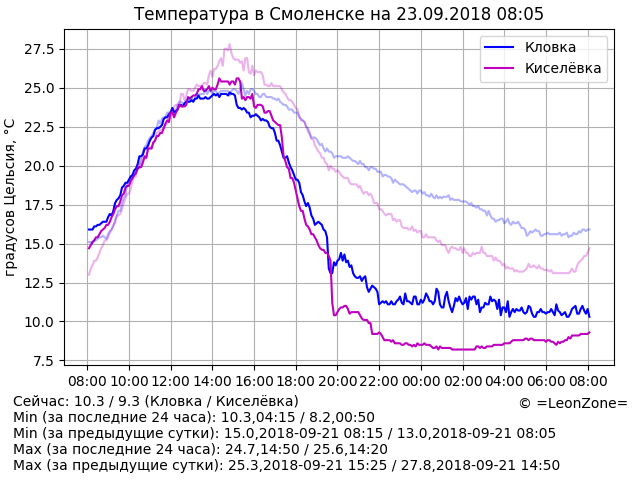 Температура в Смоленске на 23.09.2018 08:05
градусов Цельсия, °C
27.5
25.0
22.5
20.0
17.5
15.0
12.5
10.0
7.5
Кловка
Киселёвка
08:00 10:00 12:00 14:00 16:00 18:00 20:00 22:00 00:00 02:00 04:00 06:00 08:00
Сейчас: 10.3 / 9.3 (Кловка / Киселёвка)
© =LeonZone=
Min (за последние 24 часа): 10.3,04:15 / 8.2,00:50
Min (за предыдущие сутки): 15.0,2018-09-21 08:15 / 13.0,2018-09-21 08:05
Max (за последние 24 часа): 24.7,14:50 / 25.6,14:20
Max (за предыдущие сутки): 25.3,2018-09-21 15:25 / 27.8,2018-09-21 14:50